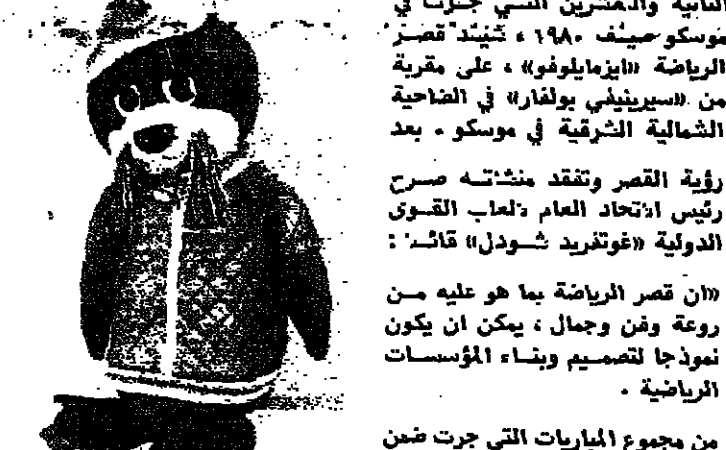 الثانية والعشرين التي جرت في
موسكو صيف ١٩٨٠ ، شيد قصر
الرياضة «ايزمايلوفو» ، على مقربة
من «سيرينيفي بولفار» في الضاحية
الشمالية الشرقية في موسكو . بعد
رؤية القصر وتفقد منشآته صرح
رئيس الاتحاد العام لالعاب القوى
الدولية «غوتفريد شودل» قائلا :
«ان قصر الرياضة بما هو عليه من
روعة وفن وجمال ، يمكن ان يكون
نموذجا لتصميم وبناء المؤسسات
الرياضية .
من مجموع المباريات التي جرت ضمن